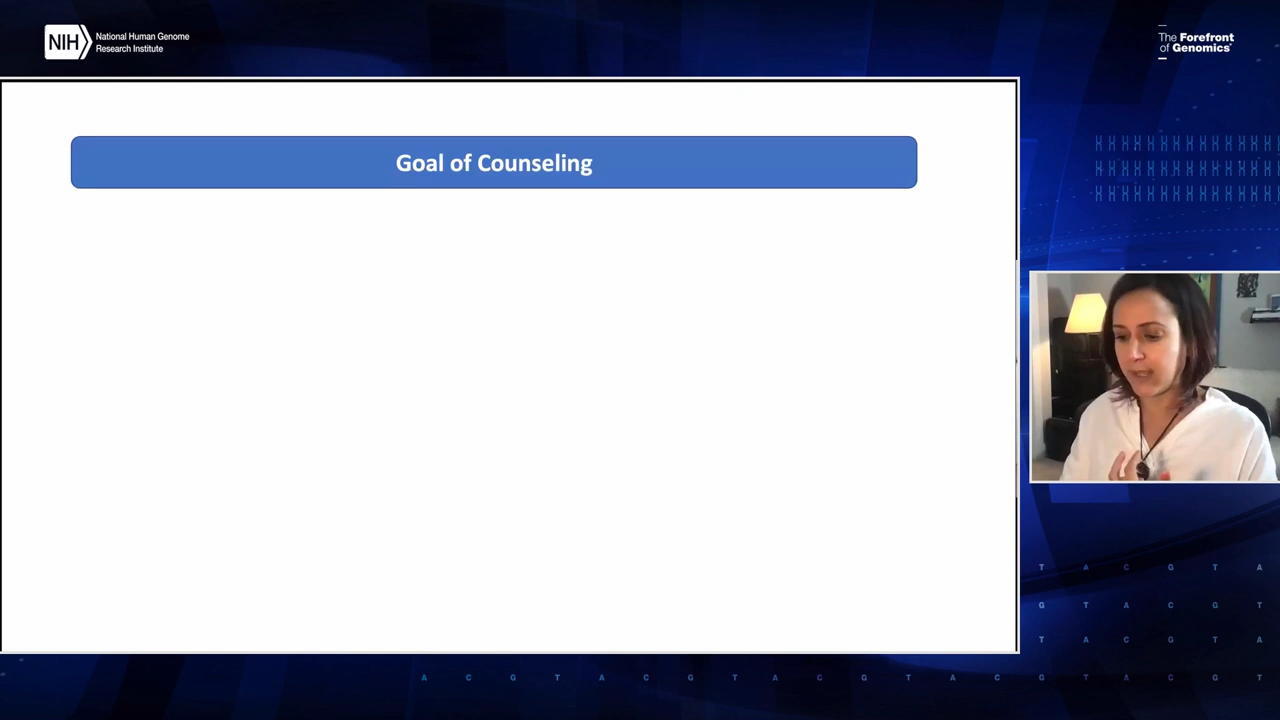 NIH
National Human Genome
Research Institute
The Forefront
of Genomics
Goal of Counseling
T A C G T A
G T A C G T
T A C G T A
A C G T A C G T A C G T A C G T A C G T